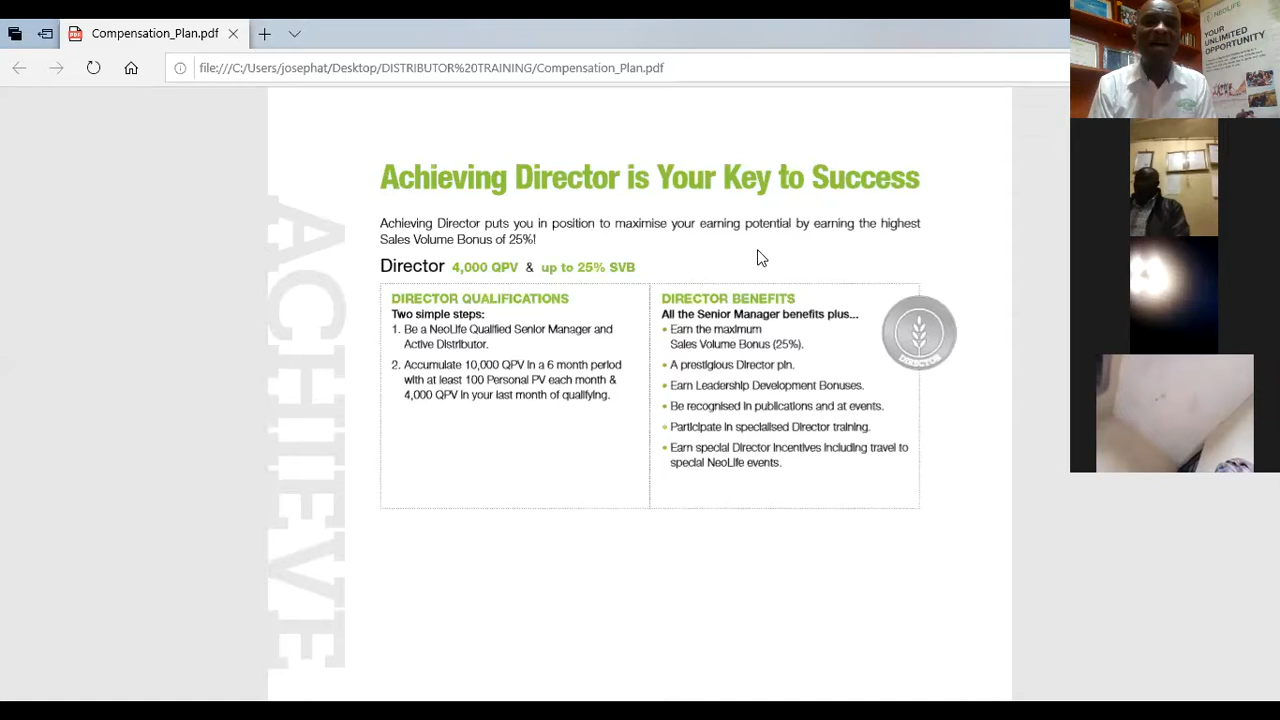 Compensation_Plan.pdf
file:///C:/Users/josephat/Desktop/DISTRIBUTOR%20TRAINING/Compensation_Plan.pdf
NEOLIFE
YOUR
UNLIMITED
OPPORTUNITY
ACHIEVE
Achieving Director is Your Key to Success
Achieving Director puts you in position to maximise your earning potential by earning the highest
Sales Volume Bonus of 25%!
Director 4,000 QPV & up to 25% SVB
DIRECTOR QUALIFICATIONS
Two simple steps:
1. Be a NeoLife Qualified Senior Manager and
Active Distributor.
2. Accumulate 10,000 QPV in a 6 month period
with at least 100 Personal PV each month &
4,000 QPV in your last month of qualifying.
DIRECTOR BENEFITS
All the Senior Manager benefits plus...
• Earn the maximum
Sales Volume Bonus (25%).
• A prestigious Director pin.
• Earn Leadership Development Bonuses.
• Be recognised in publications and at events.
• Participate in specialised Director training.
• Earn special Director incentives including travel to
special NeoLife events.
DIRECTOR